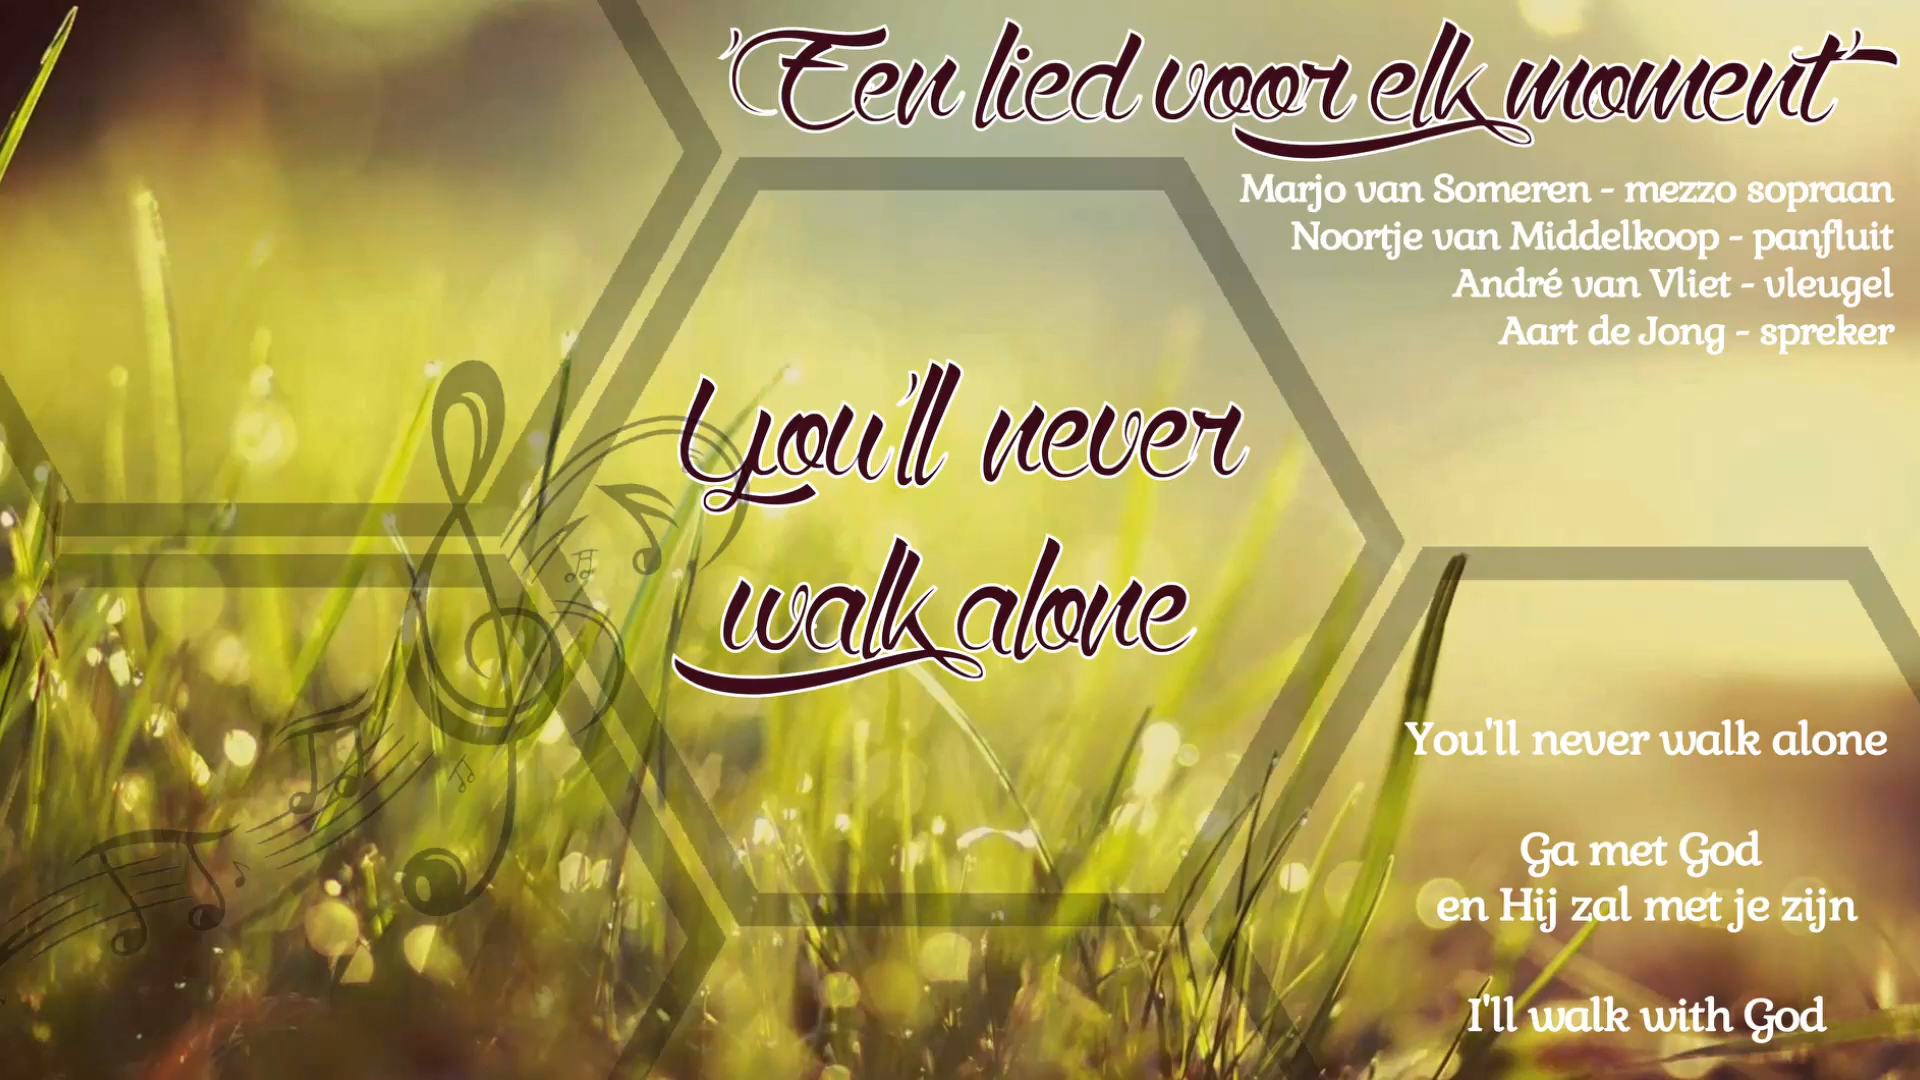 'Een lied voor elk moment'
Marjo van Someren - mezzo sopraan
Noortje van Middelkoop - panfluit
André van Vliet - vleugel
Aart de Jong - spreker
You'll never
walk alone
You'll never walk alone
Ga met God
en Hij zal met je zijn
I'll walk with God